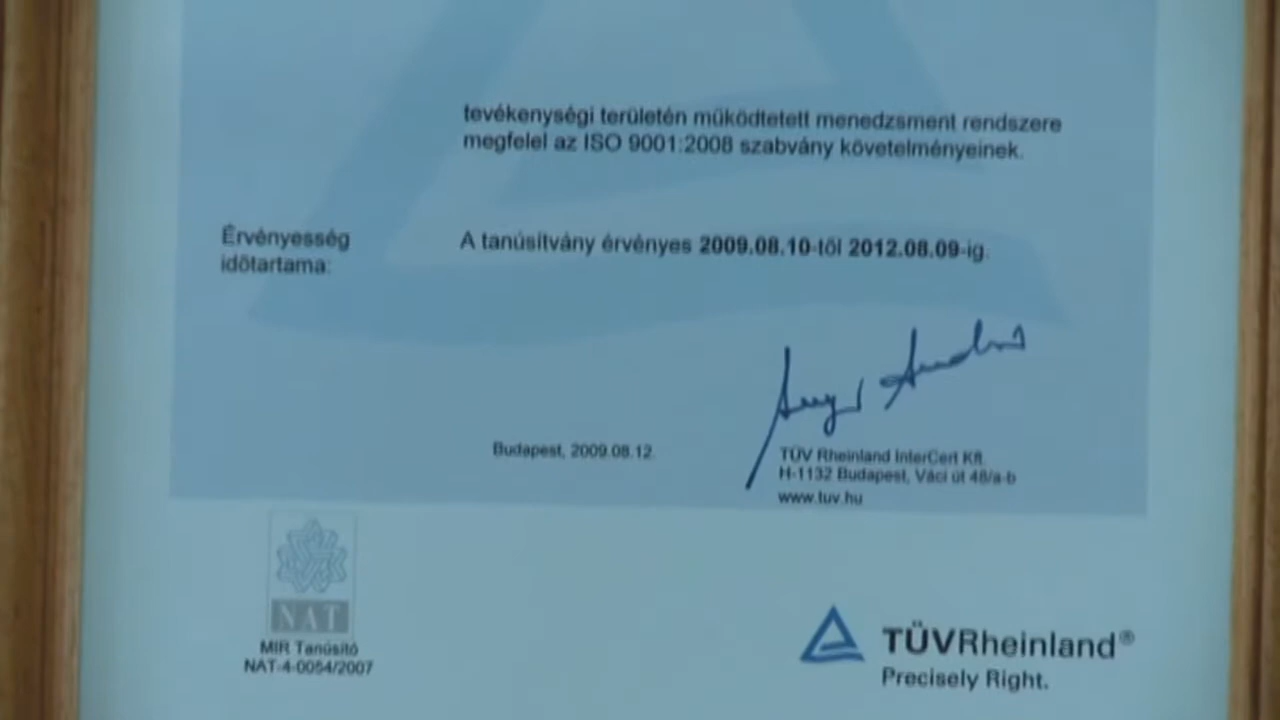 tevékenységi területén működtetett menedzsment rendszere
megfelel az ISO 9001:2008 szabvány követelményeinek.
Érvényesség
időtartama:
A tanúsítvány érvényes 2009.08.10-től 2012.08.09-ig.
Budapest, 2009.08.12.
TÜV Rheinland InterCert Kft.
H-1132 Budapest, Váci út 48/a-b
www.tuv.hu
NAT
MIR Tanúsító
NAT-4-0054/2007
TÜVRheinland®
Precisely Right.